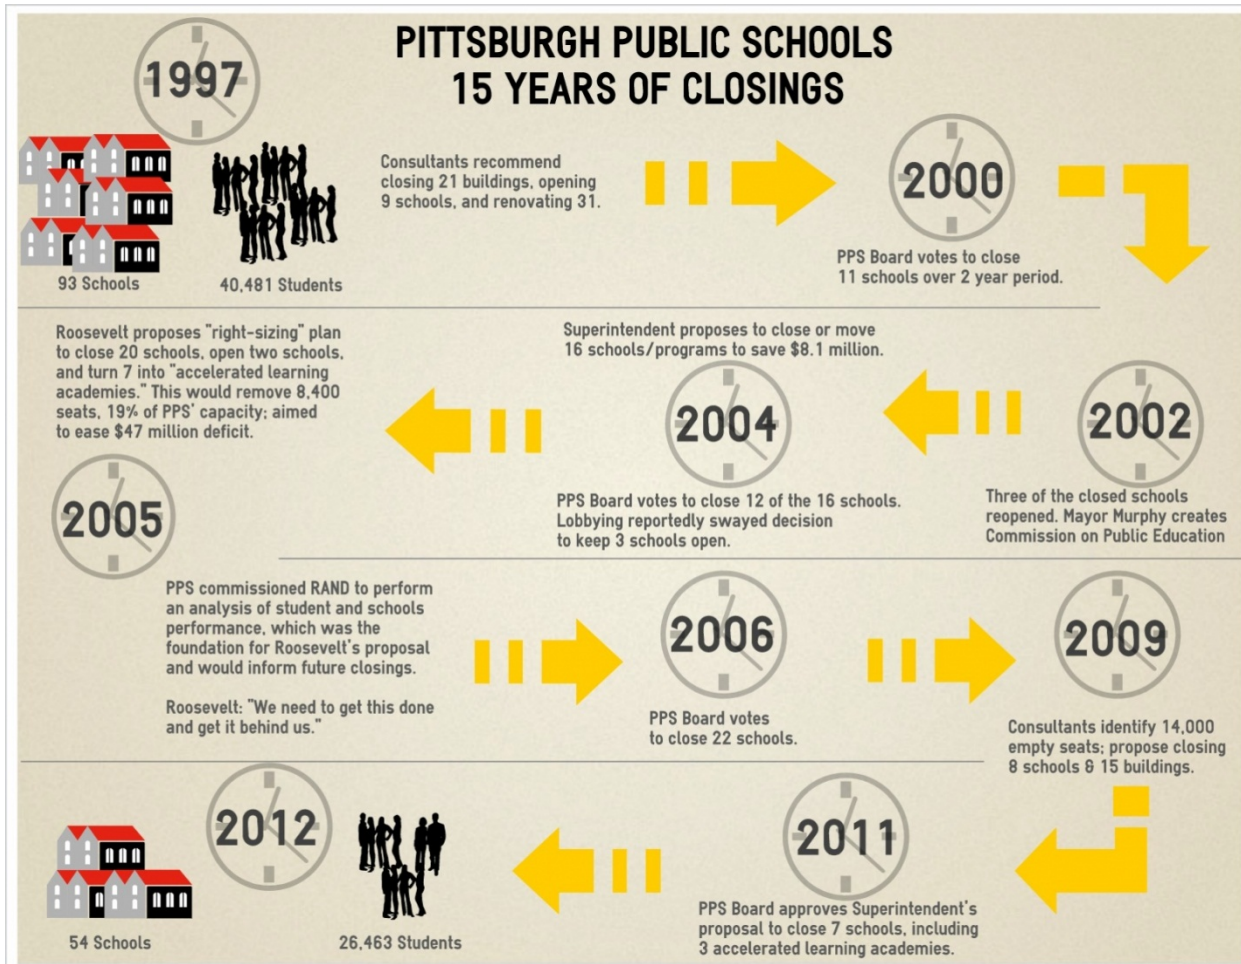 PITTSBURGH PUBLIC SCHOOLS
15 YEARS OF CLOSINGS
1997
93 Schools
40,481 Students
Consultants recommend
closing 21 buildings, opening
9 schools, and renovating 31.
2000
PPS Board votes to close
11 schools over 2 year period.
2002
Three of the closed schools
reopened. Mayor Murphy creates
Commission on Public Education
Superintendent proposes to close or move
16 schools/programs to save $8.1 million.
2004
PPS Board votes to close 12 of the 16 schools.
Lobbying reportedly swayed decision
to keep 3 schools open.
Roosevelt proposes "right-sizing" plan
to close 20 schools, open two schools,
and turn 7 into "accelerated learning
academies." This would remove 8,400
seats, 19% of PPS' capacity; aimed
to ease $47 million deficit.
2005
PPS commissioned RAND to perform
an analysis of student and schools
performance, which was the
foundation for Roosevelt's proposal
and would inform future closings.
Roosevelt: "We need to get this done
and get it behind us."
2006
PPS Board votes
to close 22 schools.
2009
Consultants identify 14,000
empty seats; propose closing
8 schools & 15 buildings.
2011
PPS Board approves Superintendent's
proposal to close 7 schools, including
3 accelerated learning academies.
2012
54 Schools
26,463 Students